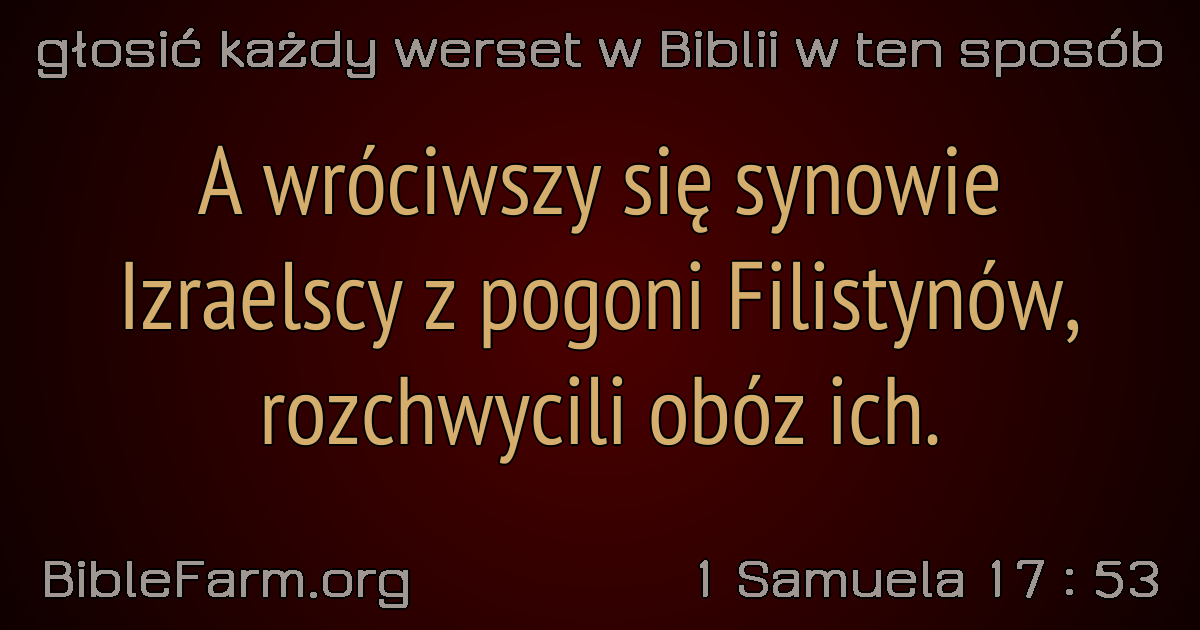 głosić każdy werset w Biblii w ten sposób
A wróciwszy się synowie
Izraelscy z pogoni Filistynów,
rozchwycili obóz ich.
BibleFarm.org
1 Samuela 17 : 53